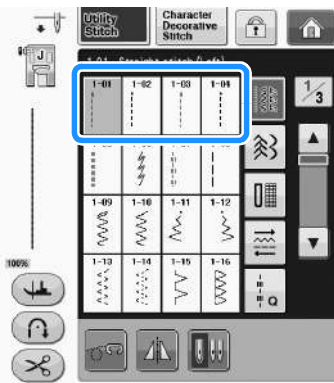 Utility
Stitch
Character
Decorative
Stitch
J
1-01 Straight stitch (Left)
1-01 1-02 1-03 1-04
1/3
1-09 1-10 1-11 1-12
100%
1-13 1-14 1-15 1-16
Q